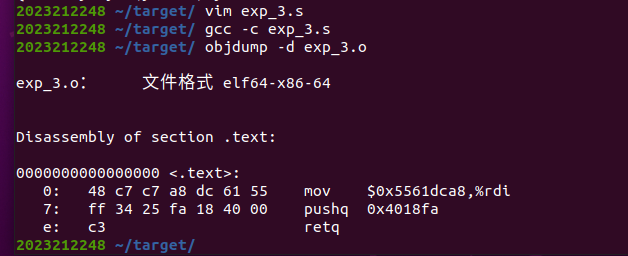 2023212248 ~/target/ vim exp_3.s
2023212248 ~/target/ gcc -c exp_3.s
2023212248 ~/target/ objdump -d exp_3.o
exp_3.o:     文件格式 elf64-x86-64
Disassembly of section .text:
0000000000000000 <.text>:
   0:   48 c7 c7 a8 dc 61 55    mov    $0x5561dca8,%rdi
   7:   ff 34 25 fa 18 40 00    pushq  0x4018fa
   e:   c3                      retq
2023212248 ~/target/